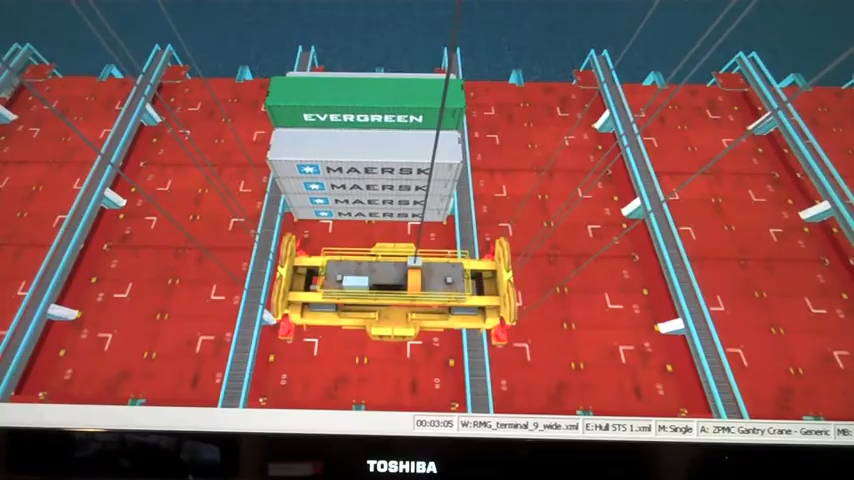 EVERGREEN
MAERSK
MAERSK
MAERSK
MAERSK
00:03:05 W:RMG_terminal_9_wide.xml E:Hull STS 1.xml M:Single A: ZPMC Gantry Crane - Generic MB:
TOSHIBA